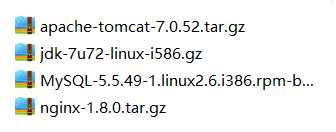 apache-tomcat-7.0.52.tar.gz
jdk-7u72-linux-i586.gz
MySQL-5.5.49-1.linux2.6.i386.rpm-b...
nginx-1.8.0.tar.gz